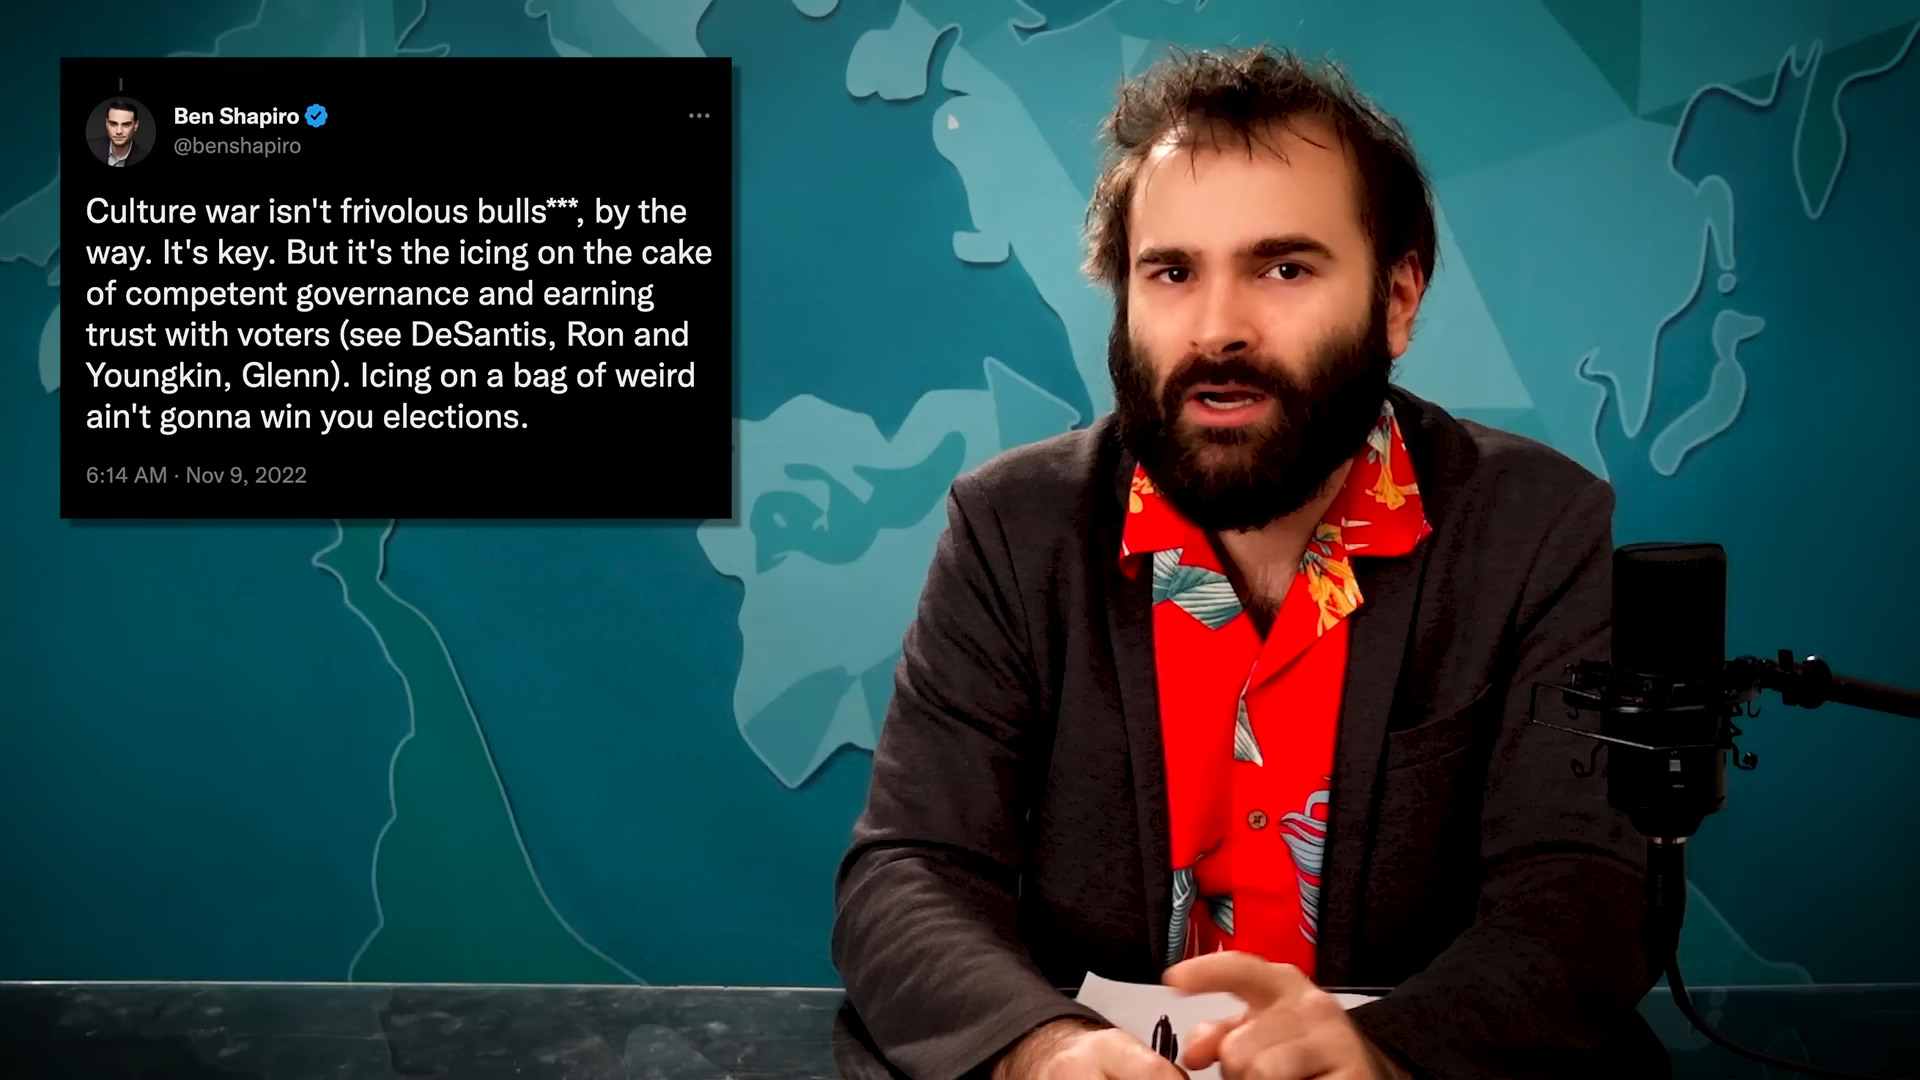 Ben Shapiro
@benshapiro
Culture war isn't frivolous bulls***, by the
way. It's key. But it's the icing on the cake
of competent governance and earning
trust with voters (see DeSantis, Ron and
Youngkin, Glenn). Icing on a bag of weird
ain't gonna win you elections.
6:14 AM · Nov 9, 2022